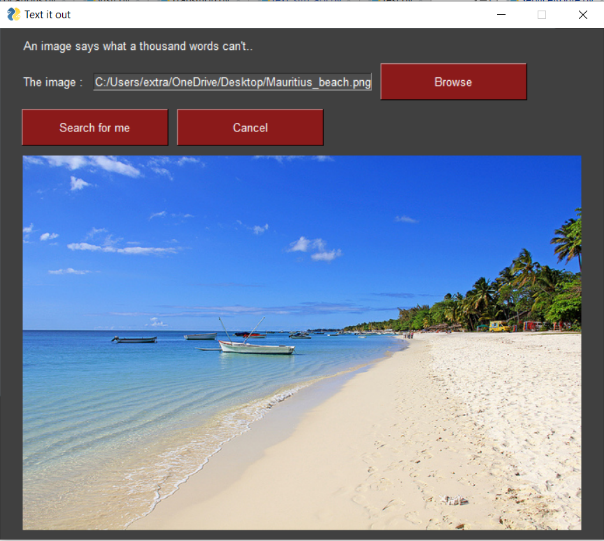 Text it out
An image says what a thousand words can't..
The image : C:/Users/extra/OneDrive/Desktop/Mauritius_beach.png Browse
Search for me Cancel